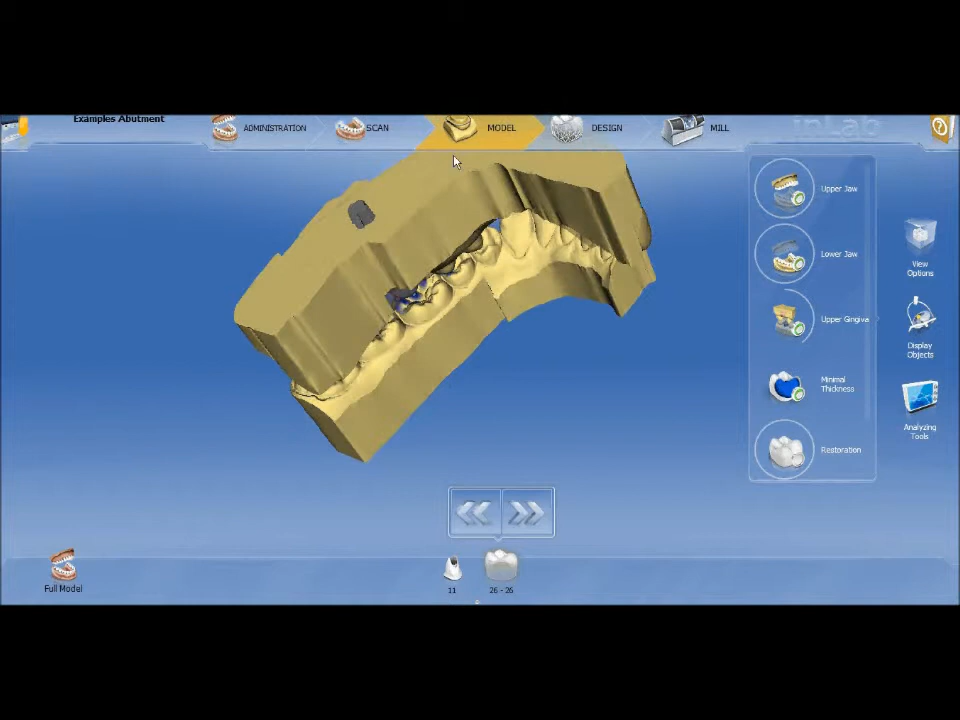 Examples Abutment
ADMINISTRATION
SCAN
MODEL
DESIGN
MILL
inLab
Upper Jaw
Lower Jaw
Upper Gingiva
Minimal
Thickness
Restoration
View
Options
Display
Objects
Analyzing
Tools
Full Model
11
26 - 26